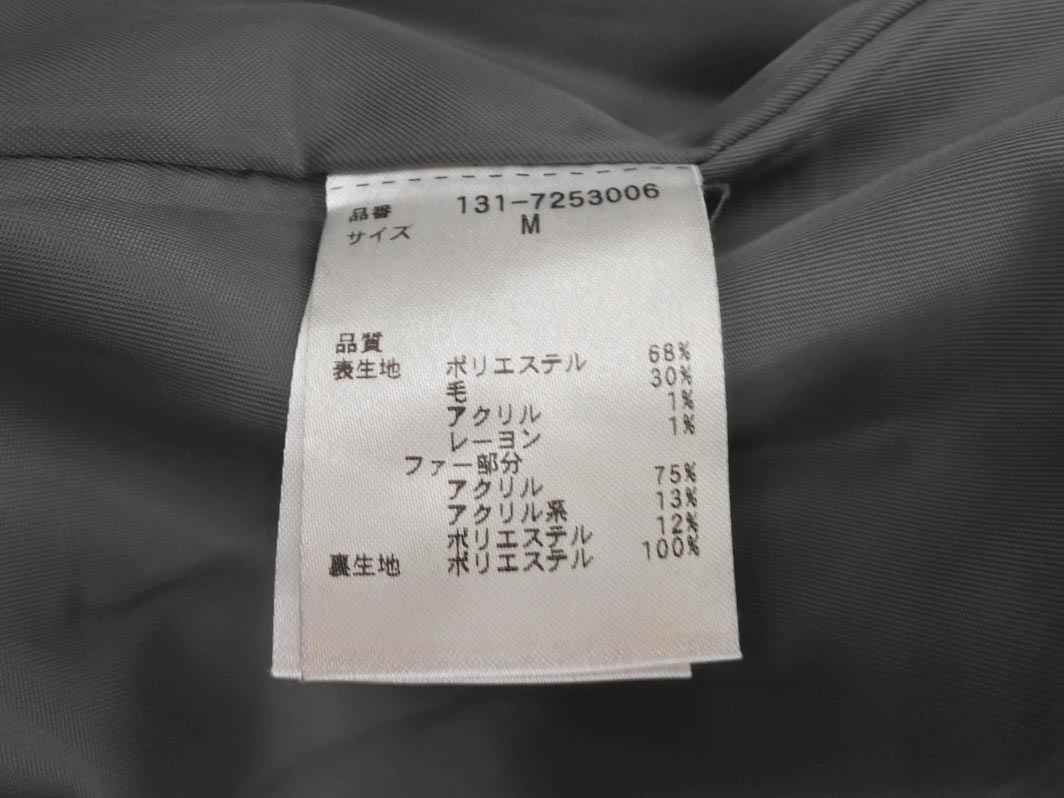 品番 131-7253006
サイズ M
品質
表生地 ポリエステル 68%
毛 30%
アクリル 1%
レーヨン 1%
ファー部分
アクリル 75%
アクリル系 13%
ポリエステル 12%
裏生地 ポリエステル 100%